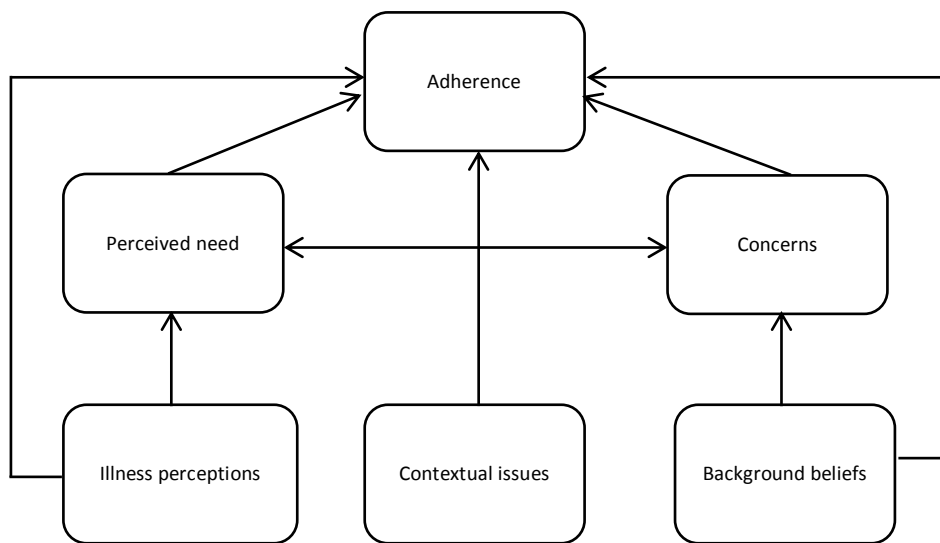 Adherence
Perceived need
Concerns
Illness perceptions
Contextual issues
Background beliefs